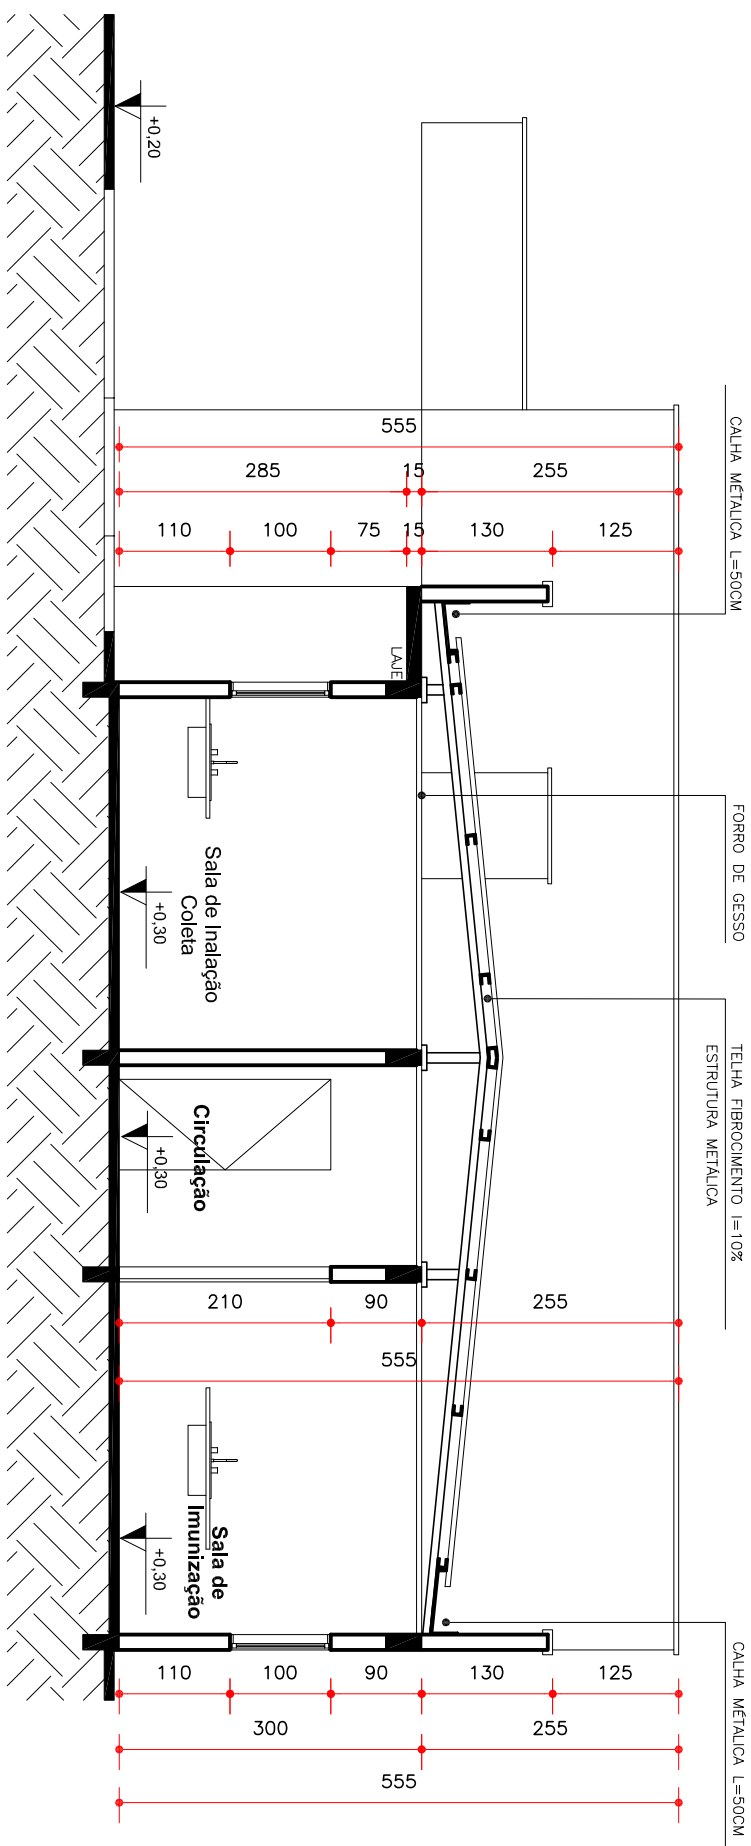 CALHA MÉTALICA L=50CM
FORRO DE GESSO
TELHA FIBROCIMENTO I=10%
ESTRUTURA METÁLICA
CALHA MÉTALICA L=50CM
+0,20
555
285
15
255
110
100
75
15
130
125
LAJE
Sala de Inalação
Coleta
+0,30
Circulação
+0,30
210
90
255
555
Sala de
Imunização
+0,30
110
100
90
130
125
300
255
555